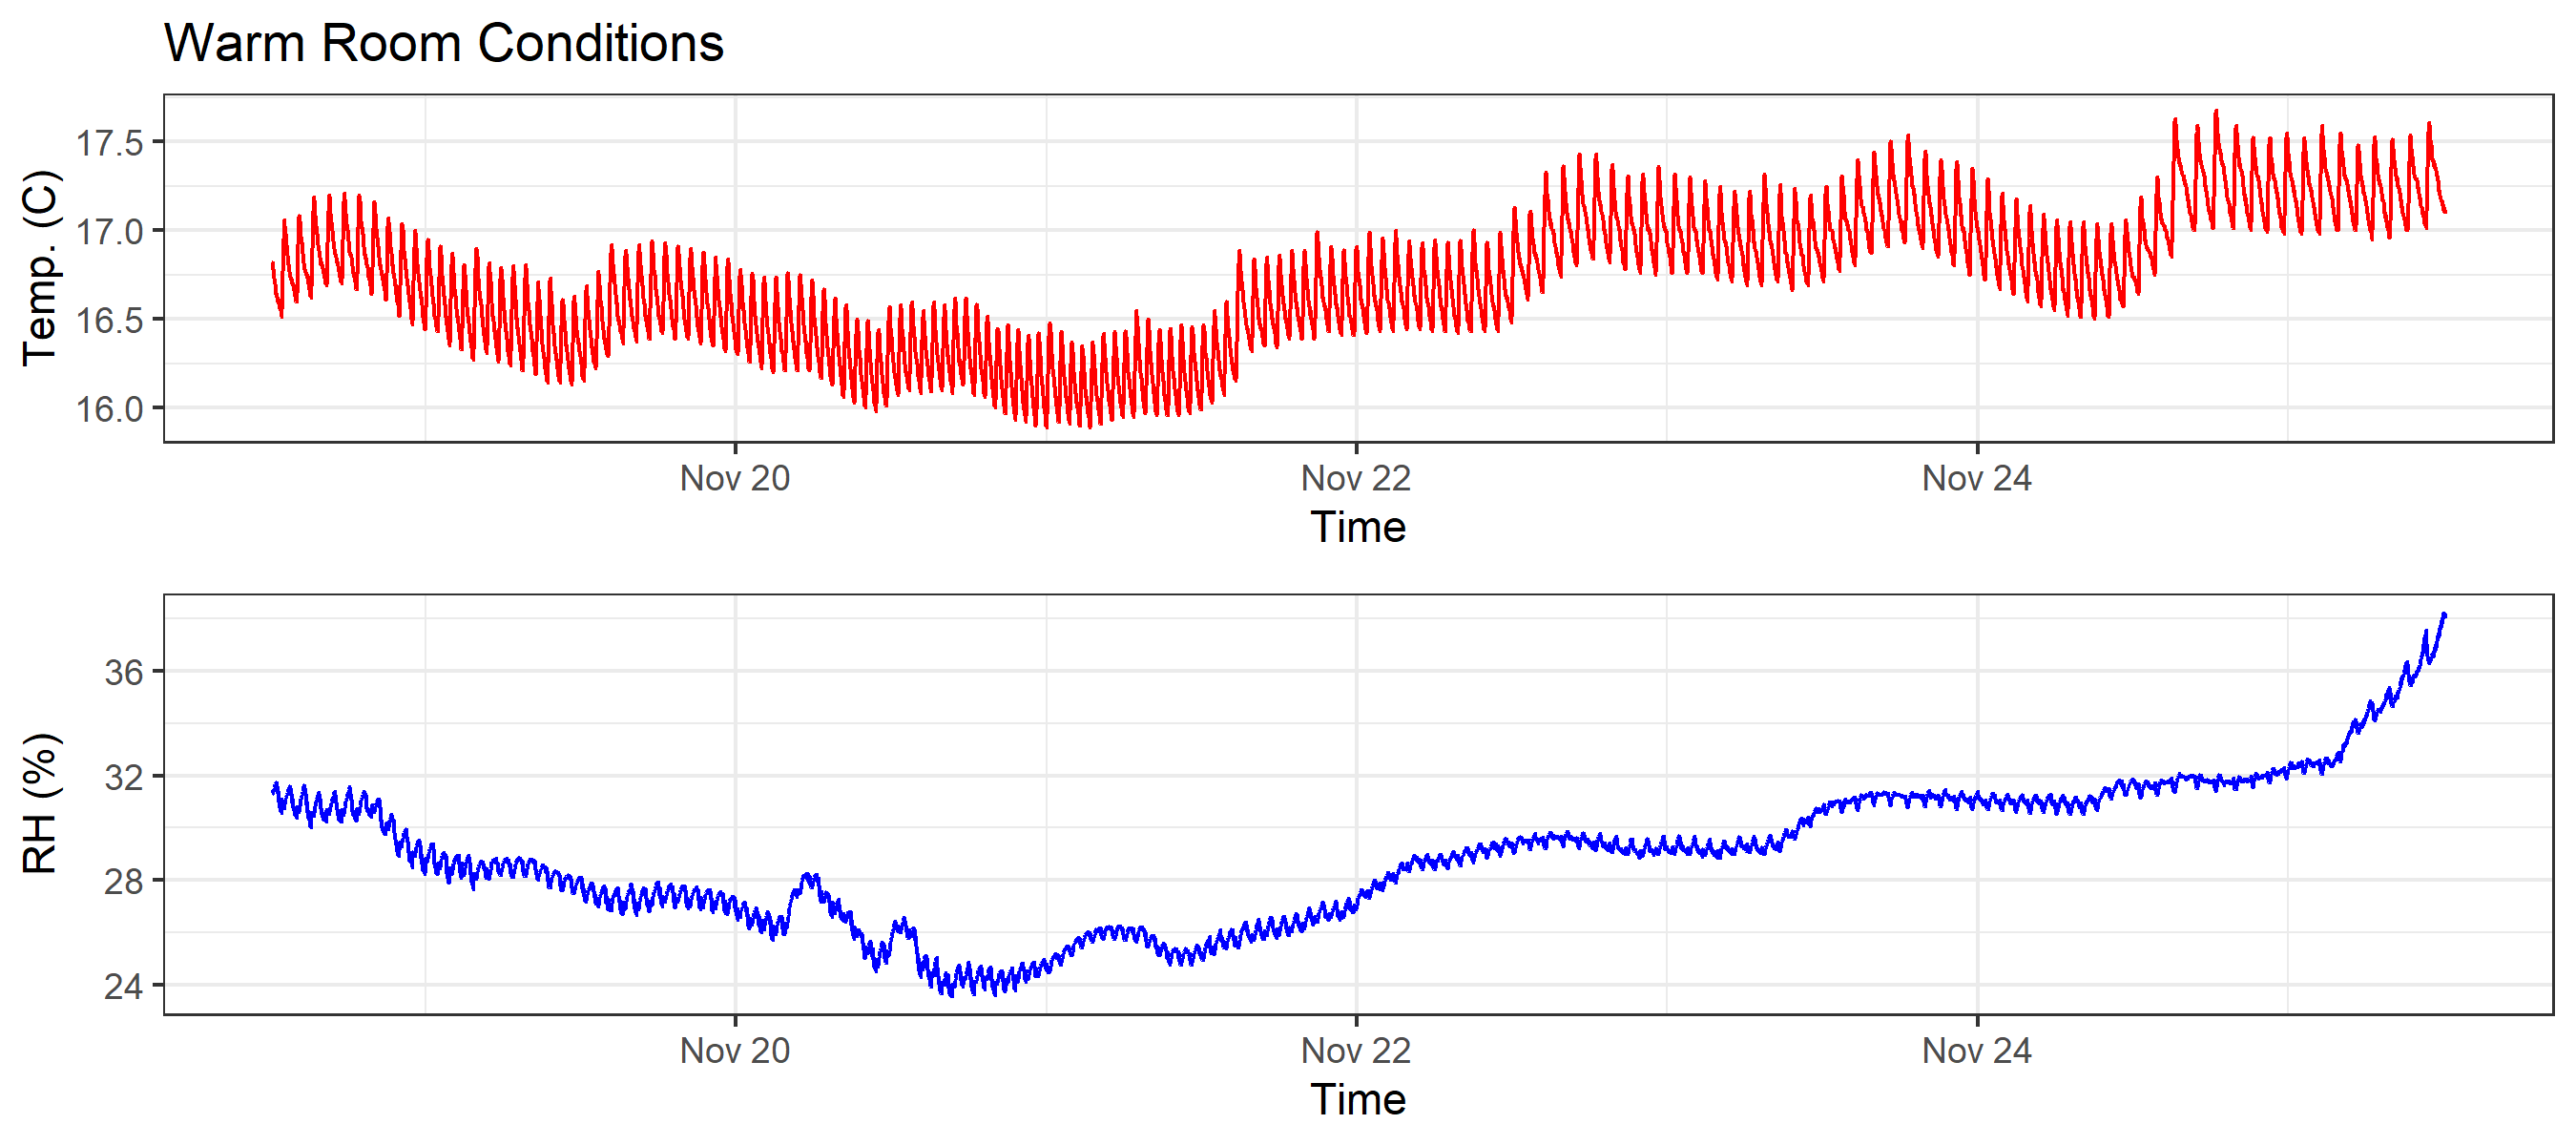 Warm Room Conditions
Temp. (C)
17.5
17.0
16.5
16.0
Nov 20 Nov 22 Nov 24
Time
RH (%)
36
32
28
24
Nov 20 Nov 22 Nov 24
Time